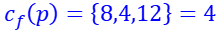 c_f(p) = {8,4,12} = 4